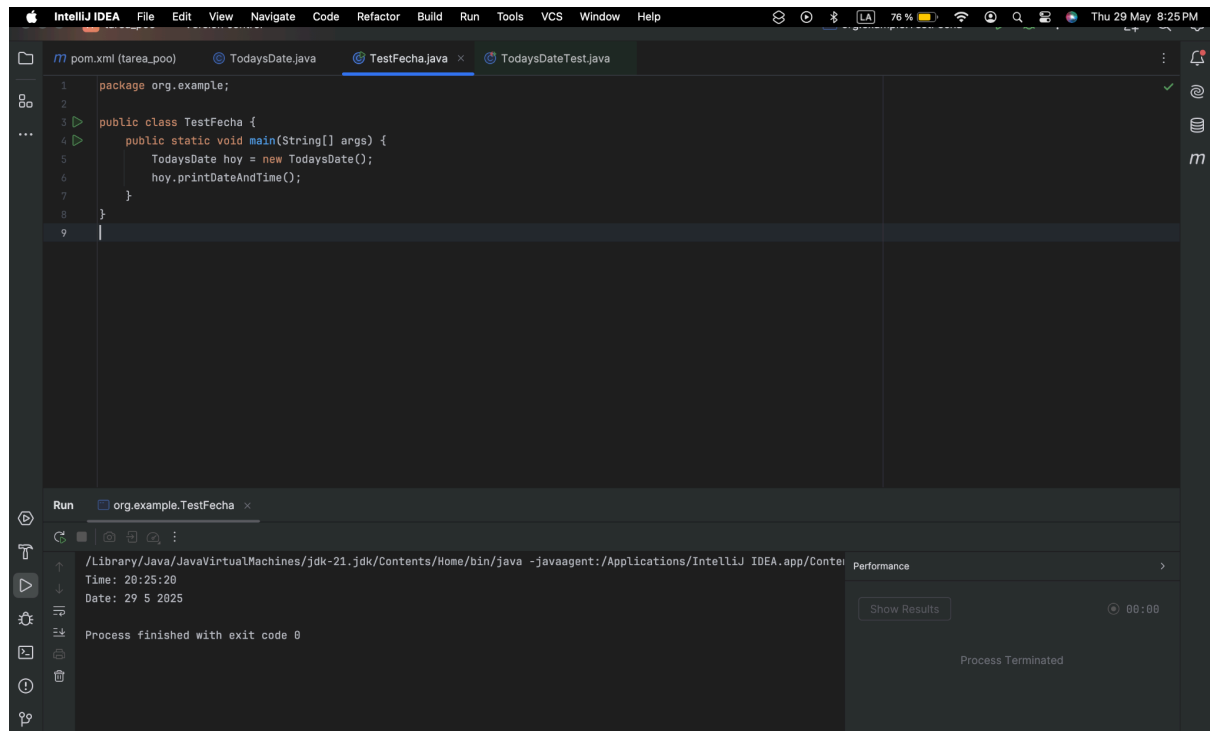 IntelliJ IDEA File Edit View Navigate Code Refactor Build Run Tools VCS Window Help LA 76 % Thu 29 May 8:25 PM
m pom.xml (tarea_poo) © TodaysDate.java TestFecha.java × TodaysDateTest.java
1 package org.example;
2
3 public class TestFecha {
4 public static void main(String[] args) {
5 TodaysDate hoy = new TodaysDate();
6 hoy.printDateAndTime();
7 }
8 }
9
m
Run org.example.TestFecha ×
/Library/Java/JavaVirtualMachines/jdk-21.jdk/Contents/Home/bin/java -javaagent:/Applications/IntelliJ IDEA.app/Conte
Time: 20:25:20
Date: 29 5 2025
Process finished with exit code 0
Performance
Show Results 00:00
Process Terminated